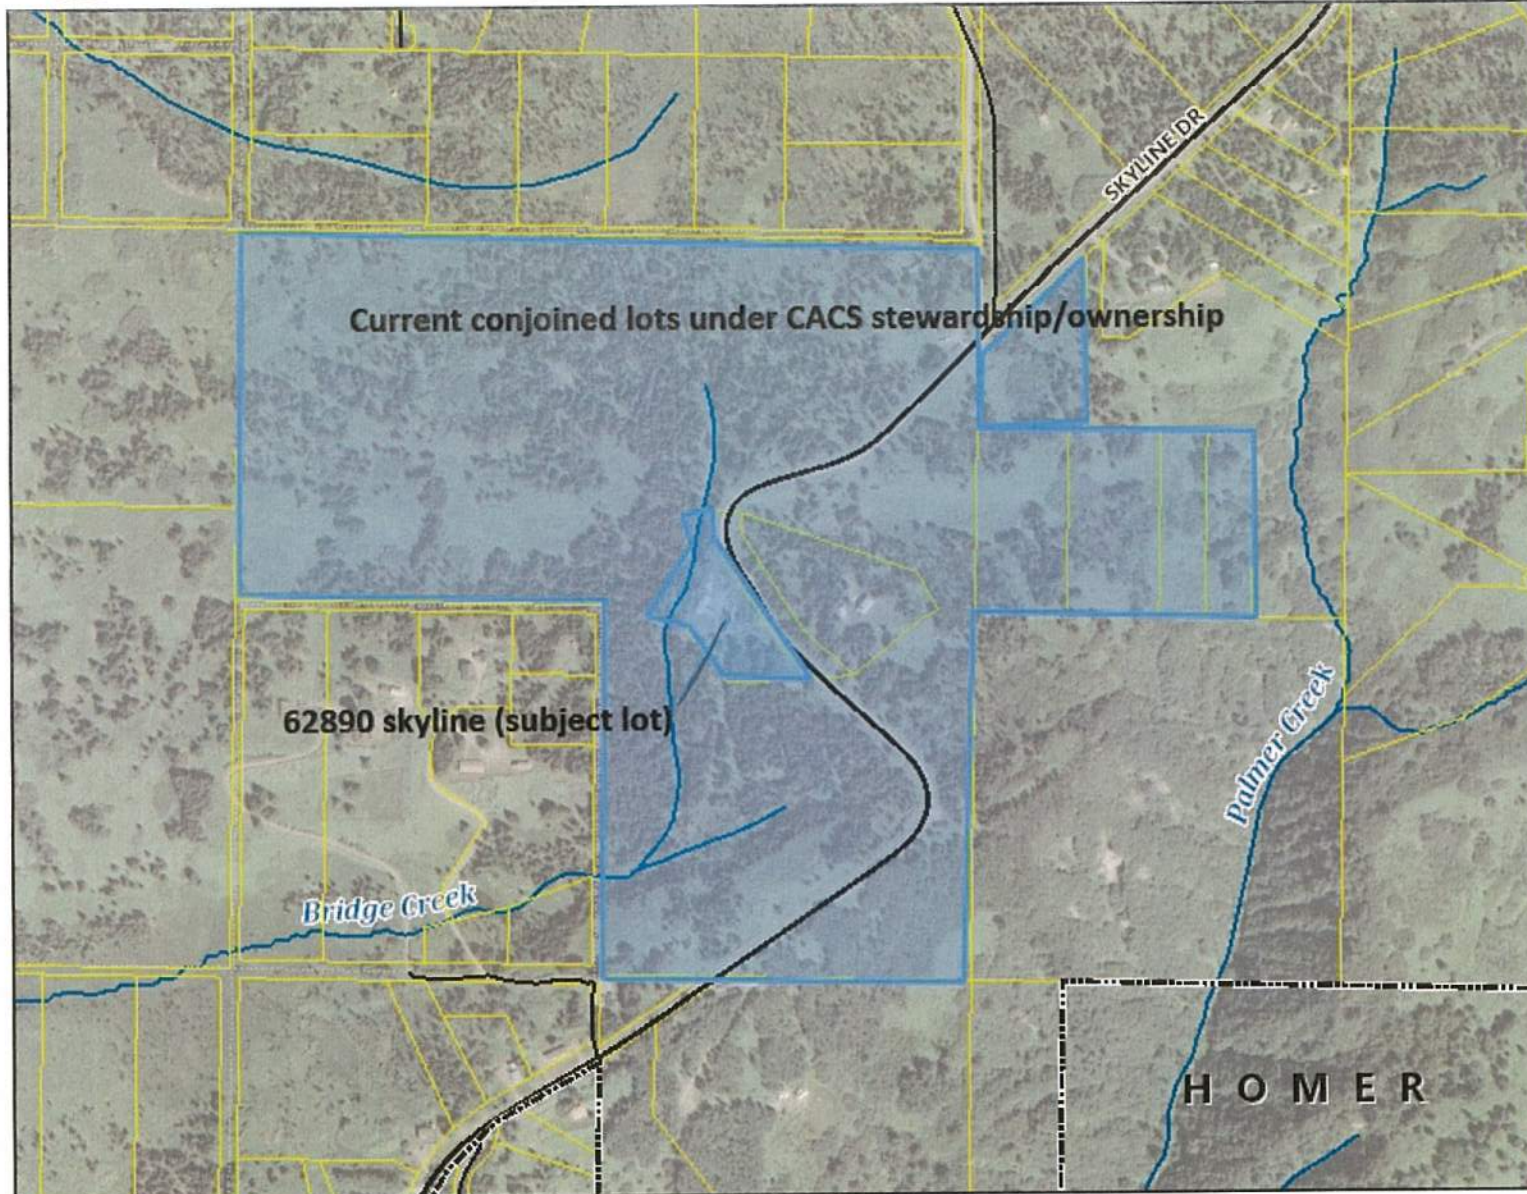 SKYLINE DR
Current conjoined lots under CACS stewardship/ownership
62890 skyline (subject lot)
Palmer Creek
Bridge Creek
HOMER